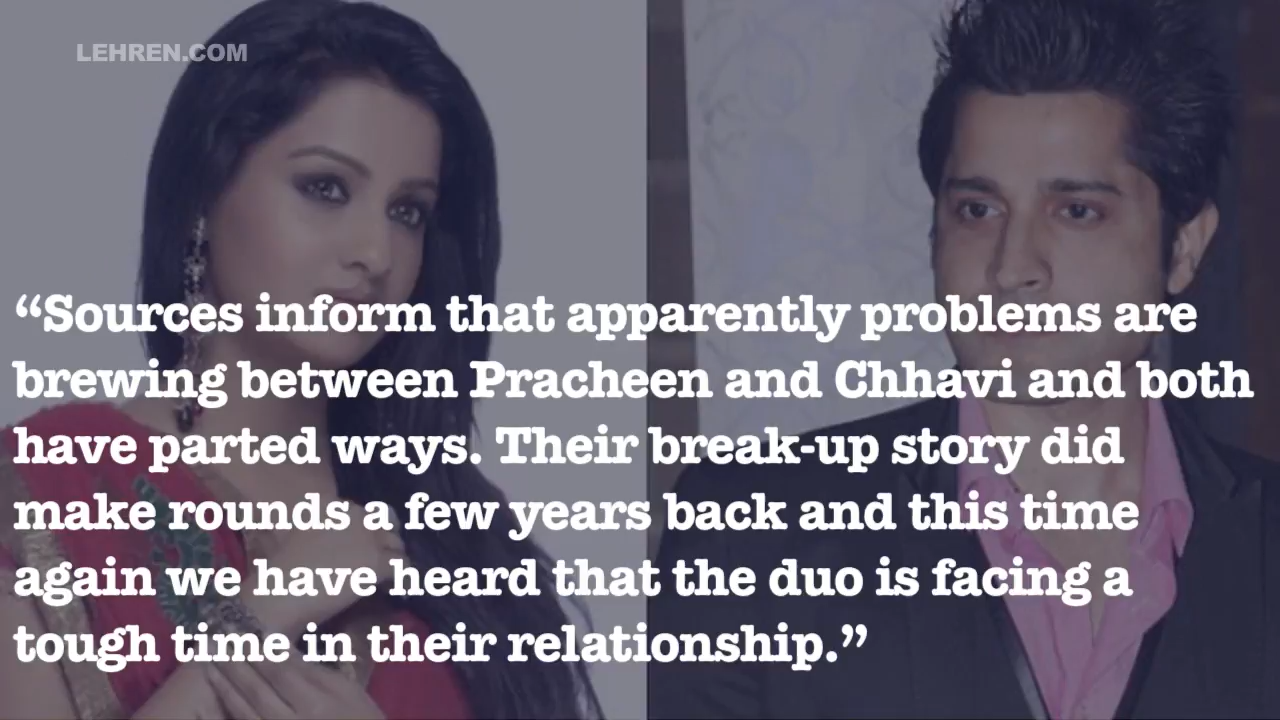 LEHREN.COM
“Sources inform that apparently problems are
brewing between Pracheen and Chhavi and both
have parted ways. Their break-up story did
make rounds a few years back and this time
again we have heard that the duo is facing a
tough time in their relationship.”